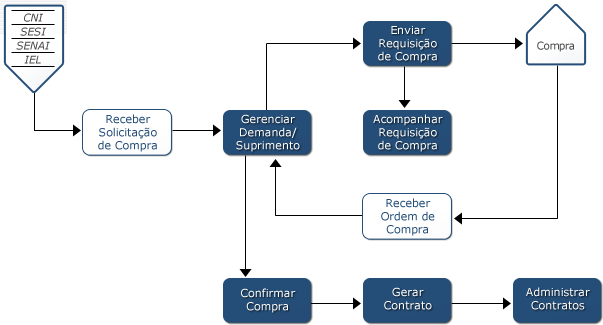 CNI
SESI
SENAI
IEL
Receber
Solicitação
de Compra
Gerenciar
Demanda/
Suprimento
Enviar
Requisição
de Compra
Compra
Acompanhar
Requisição
de Compra
Receber
Ordem de
Compra
Confirmar
Compra
Gerar
Contrato
Administrar
Contratos